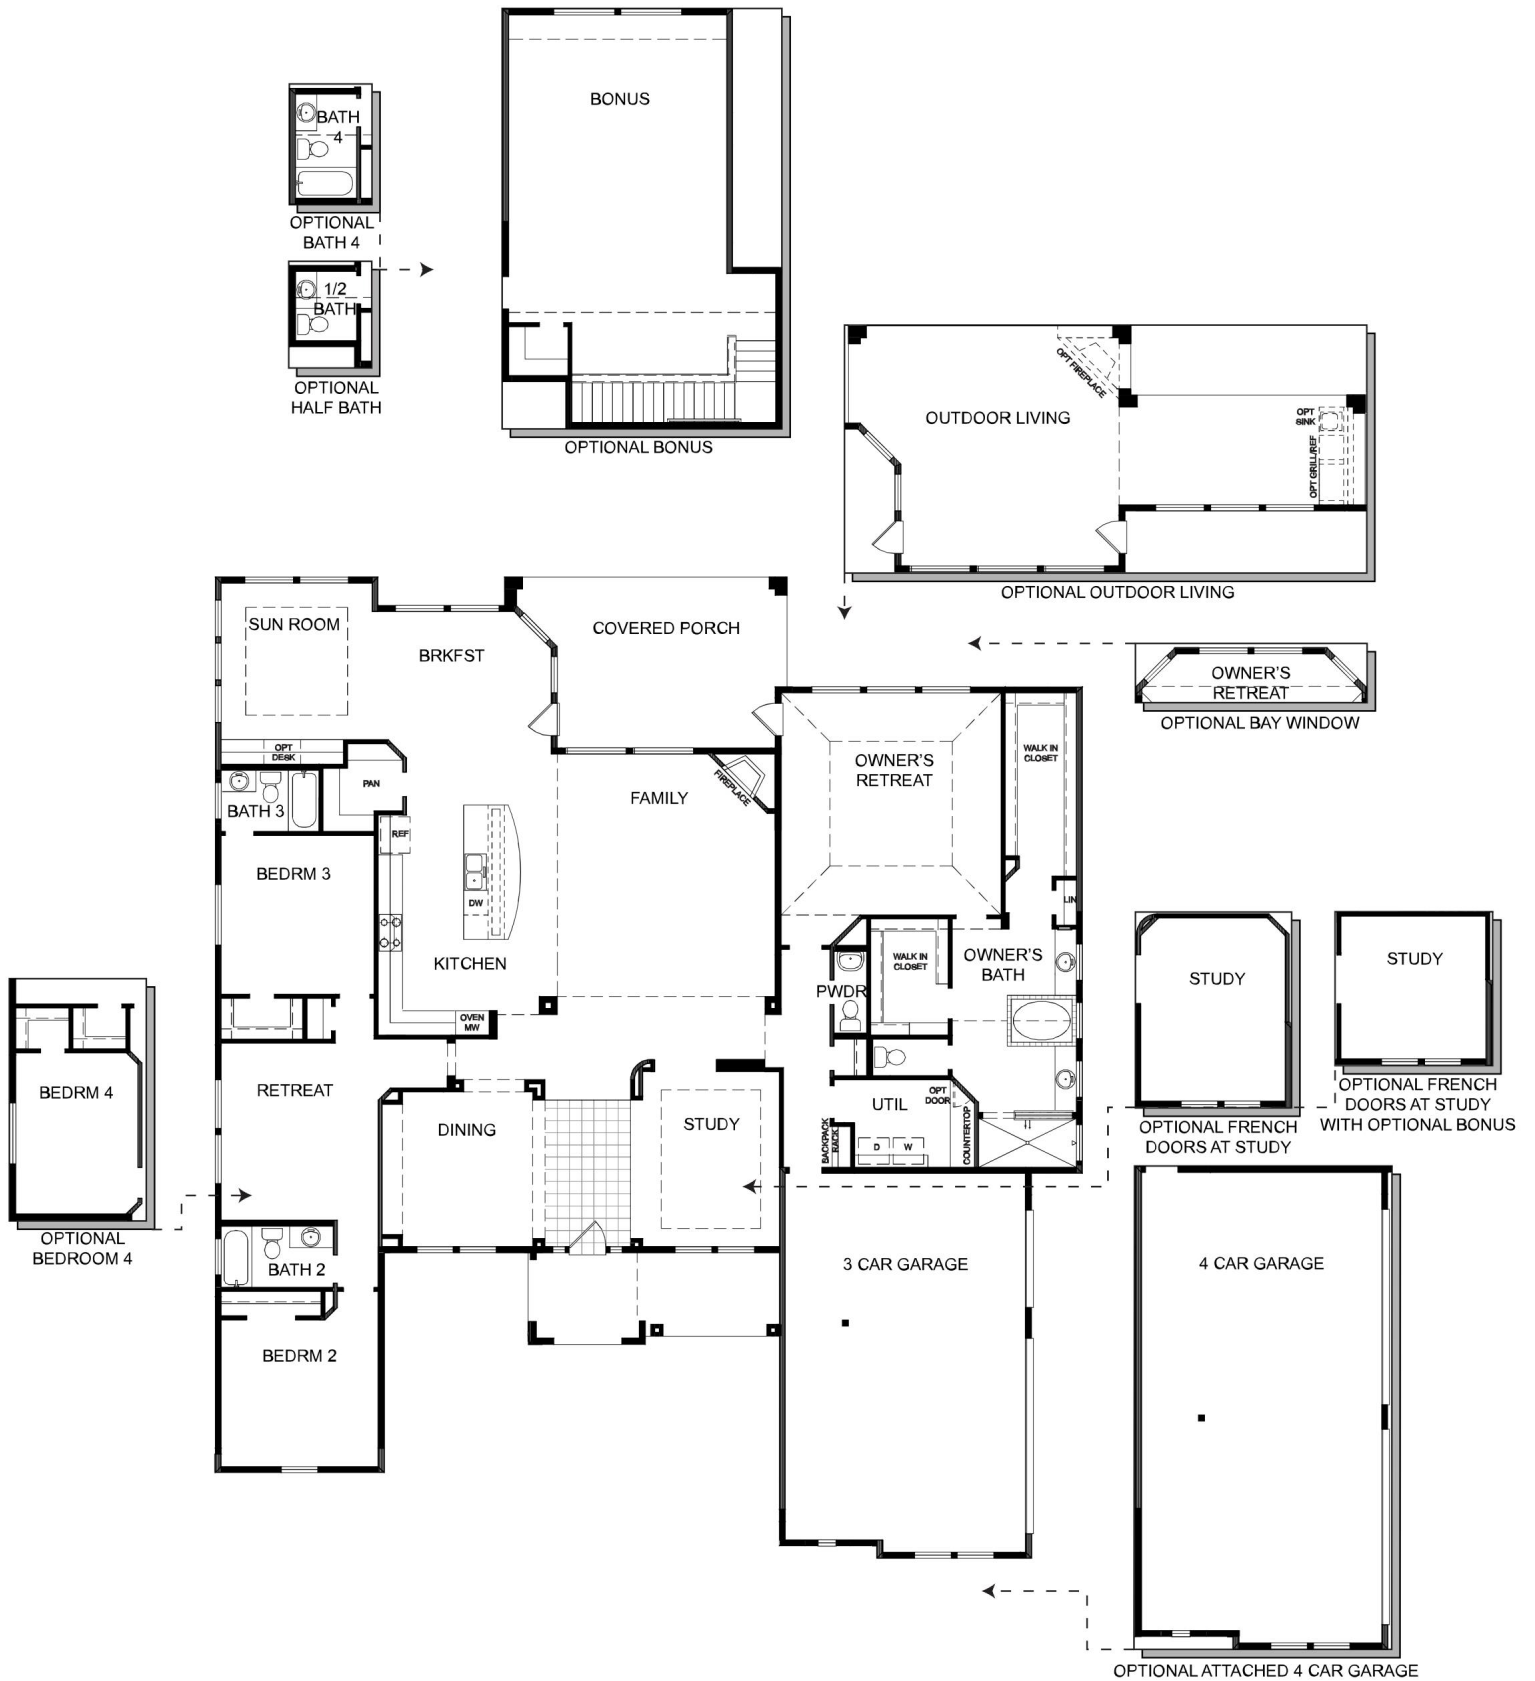 BONUS
OPTIONAL BONUS
BATH
4
OPTIONAL
BATH 4
1/2
BATH
OPTIONAL
HALF BATH
OUTDOOR LIVING
OPT FIREPLACE
OPT
SINK
OPT GRILL/REF
OPTIONAL OUTDOOR LIVING
OWNER'S
RETREAT
OPTIONAL BAY WINDOW
SUN ROOM
BRKFST
COVERED PORCH
OPT
DESK
PAN
BATH 3
REF
FAMILY
FIREPLACE
OWNER'S
RETREAT
WALK IN
CLOSET
BEDRM 3
DW
KITCHEN
LIN
OVEN
MW
PWDR
WALK IN
CLOSET
OWNER'S
BATH
RETREAT
DINING
STUDY
UTIL
OPT
DOOR
BACKPACK
RACK
D
W
COUNTERTOP
BATH 2
BEDRM 2
3 CAR GARAGE
BEDRM 4
OPTIONAL
BEDROOM 4
STUDY
OPTIONAL FRENCH
DOORS AT STUDY
STUDY
OPTIONAL FRENCH
DOORS AT STUDY
WITH OPTIONAL BONUS
4 CAR GARAGE
OPTIONAL ATTACHED 4 CAR GARAGE